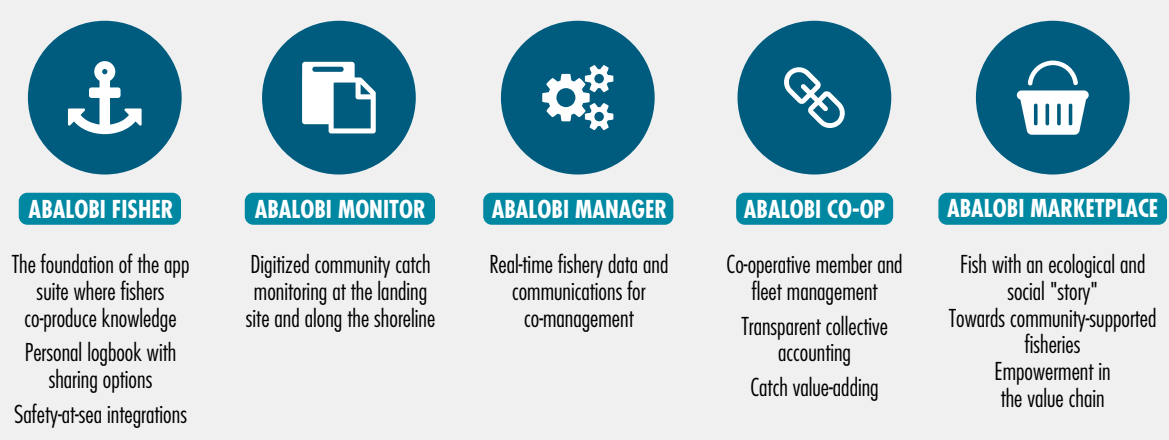 ABALOBI FISHER
The foundation of the app
suite where fishers
co-produce knowledge
Personal logbook with
sharing options
Safety-at-sea integrations
ABALOBI MONITOR
Digitized community catch
monitoring at the landing
site and along the shoreline
ABALOBI MANAGER
Real-time fishery data and
communications for
co-management
ABALOBI CO-OP
Co-operative member and
fleet management
Transparent collective
accounting
Catch value-adding
ABALOBI MARKETPLACE
Fish with an ecological and
social "story"
Towards community-supported
fisheries
Empowerment in
the value chain